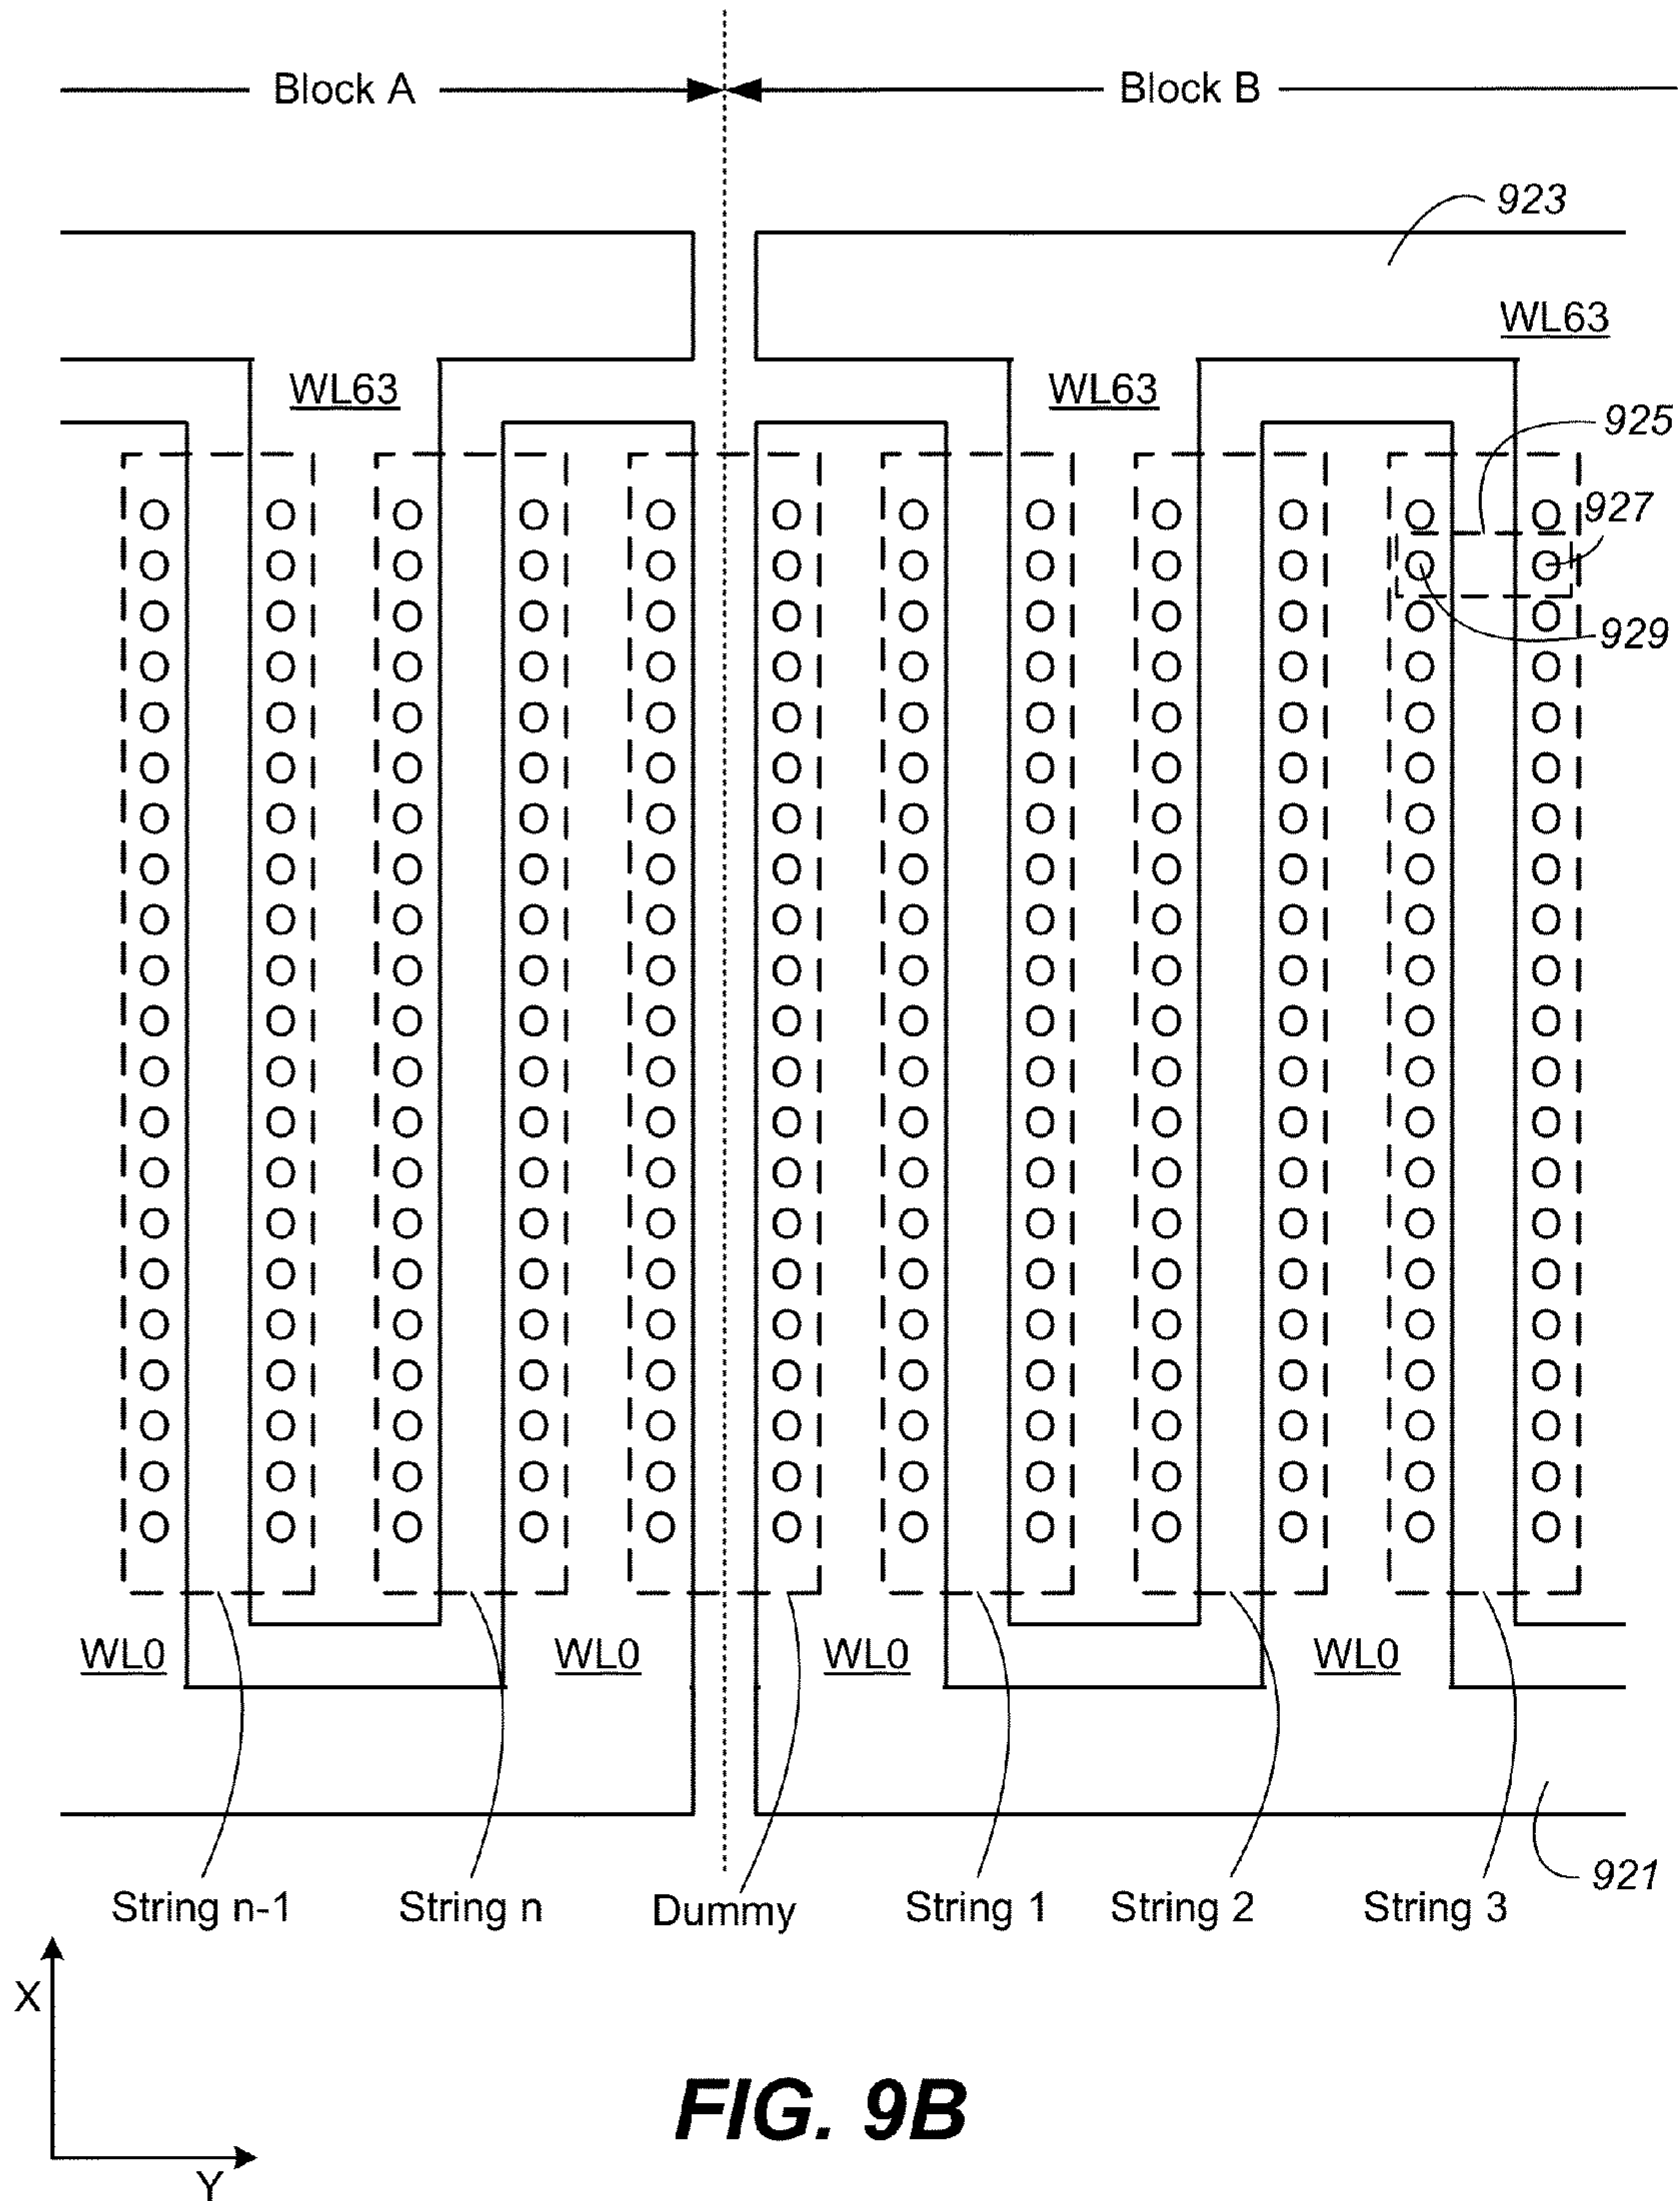 Block A
Block B
923
WL63
WL63
WL63
925
927
929
WL0
WL0
WL0
WL0
921
String n-1
String n
Dummy
String 1
String 2
String 3
X
Y
FIG. 9B